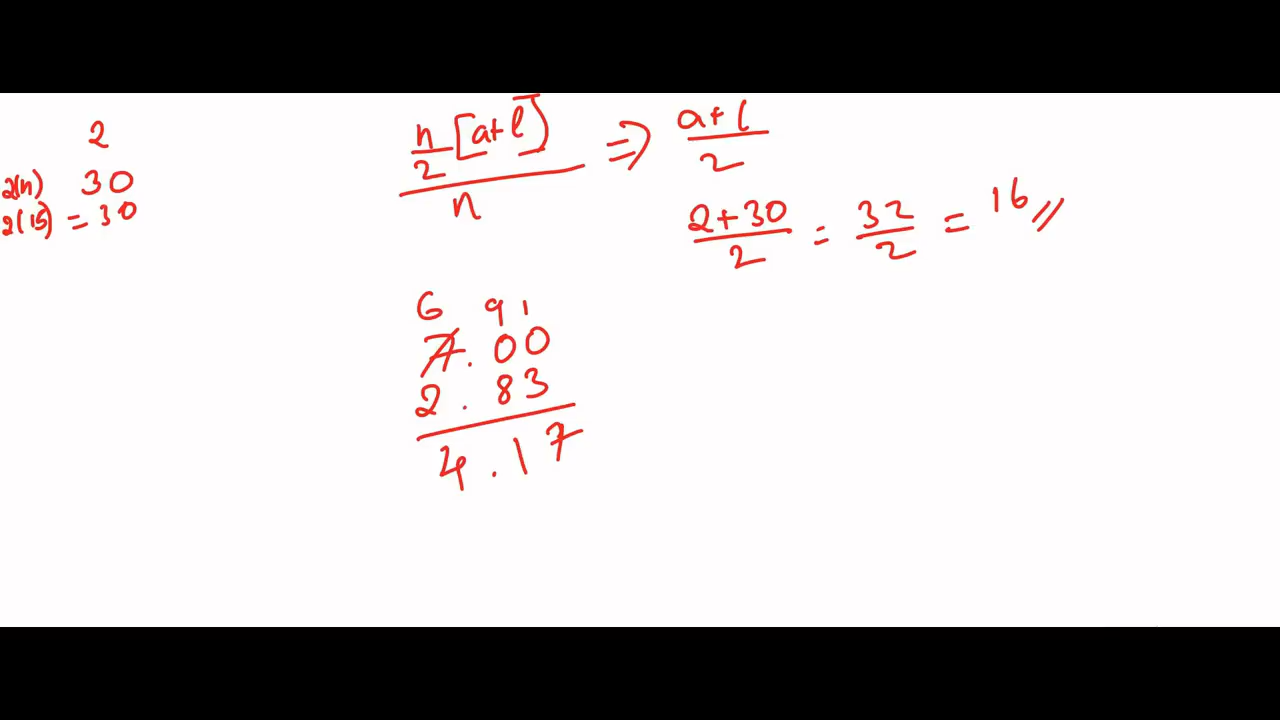 2
2(n) 30
2(15) = 30
n/2 [a+l] / n ⇒ a+l / 2
2+30 / 2 = 32 / 2 = 16 //
6 9 1
7.00
2.83
4.17